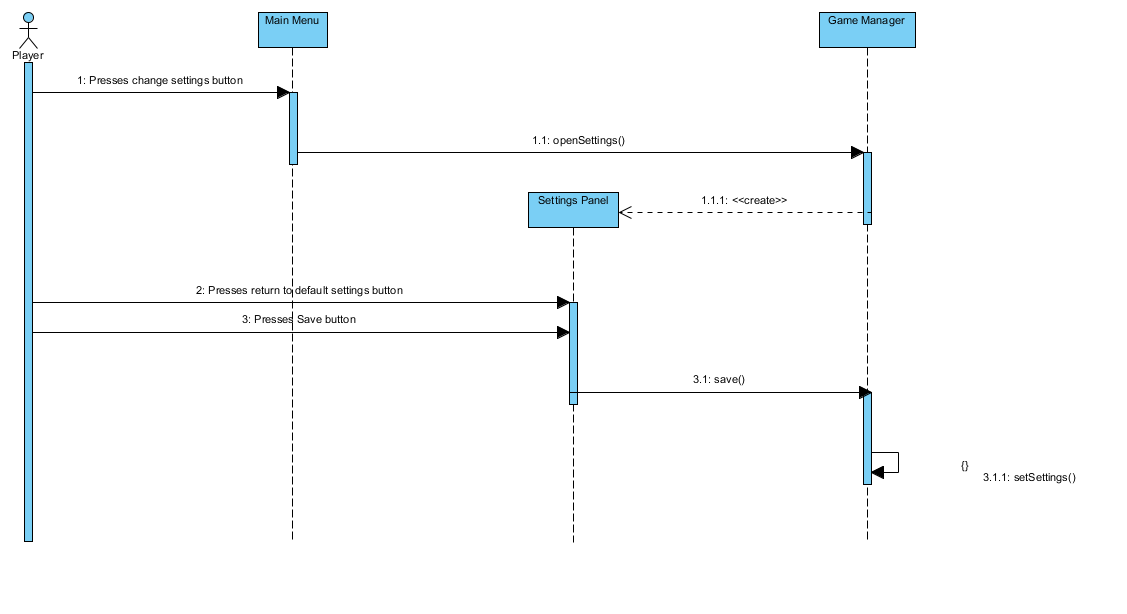 Main Menu
Game Manager
Player
1: Presses change settings button
1.1: openSettings()
Settings Panel
1.1.1: <<create>>
2: Presses return to default settings button
3: Presses Save button
3.1: save()
{}
3.1.1: setSettings()